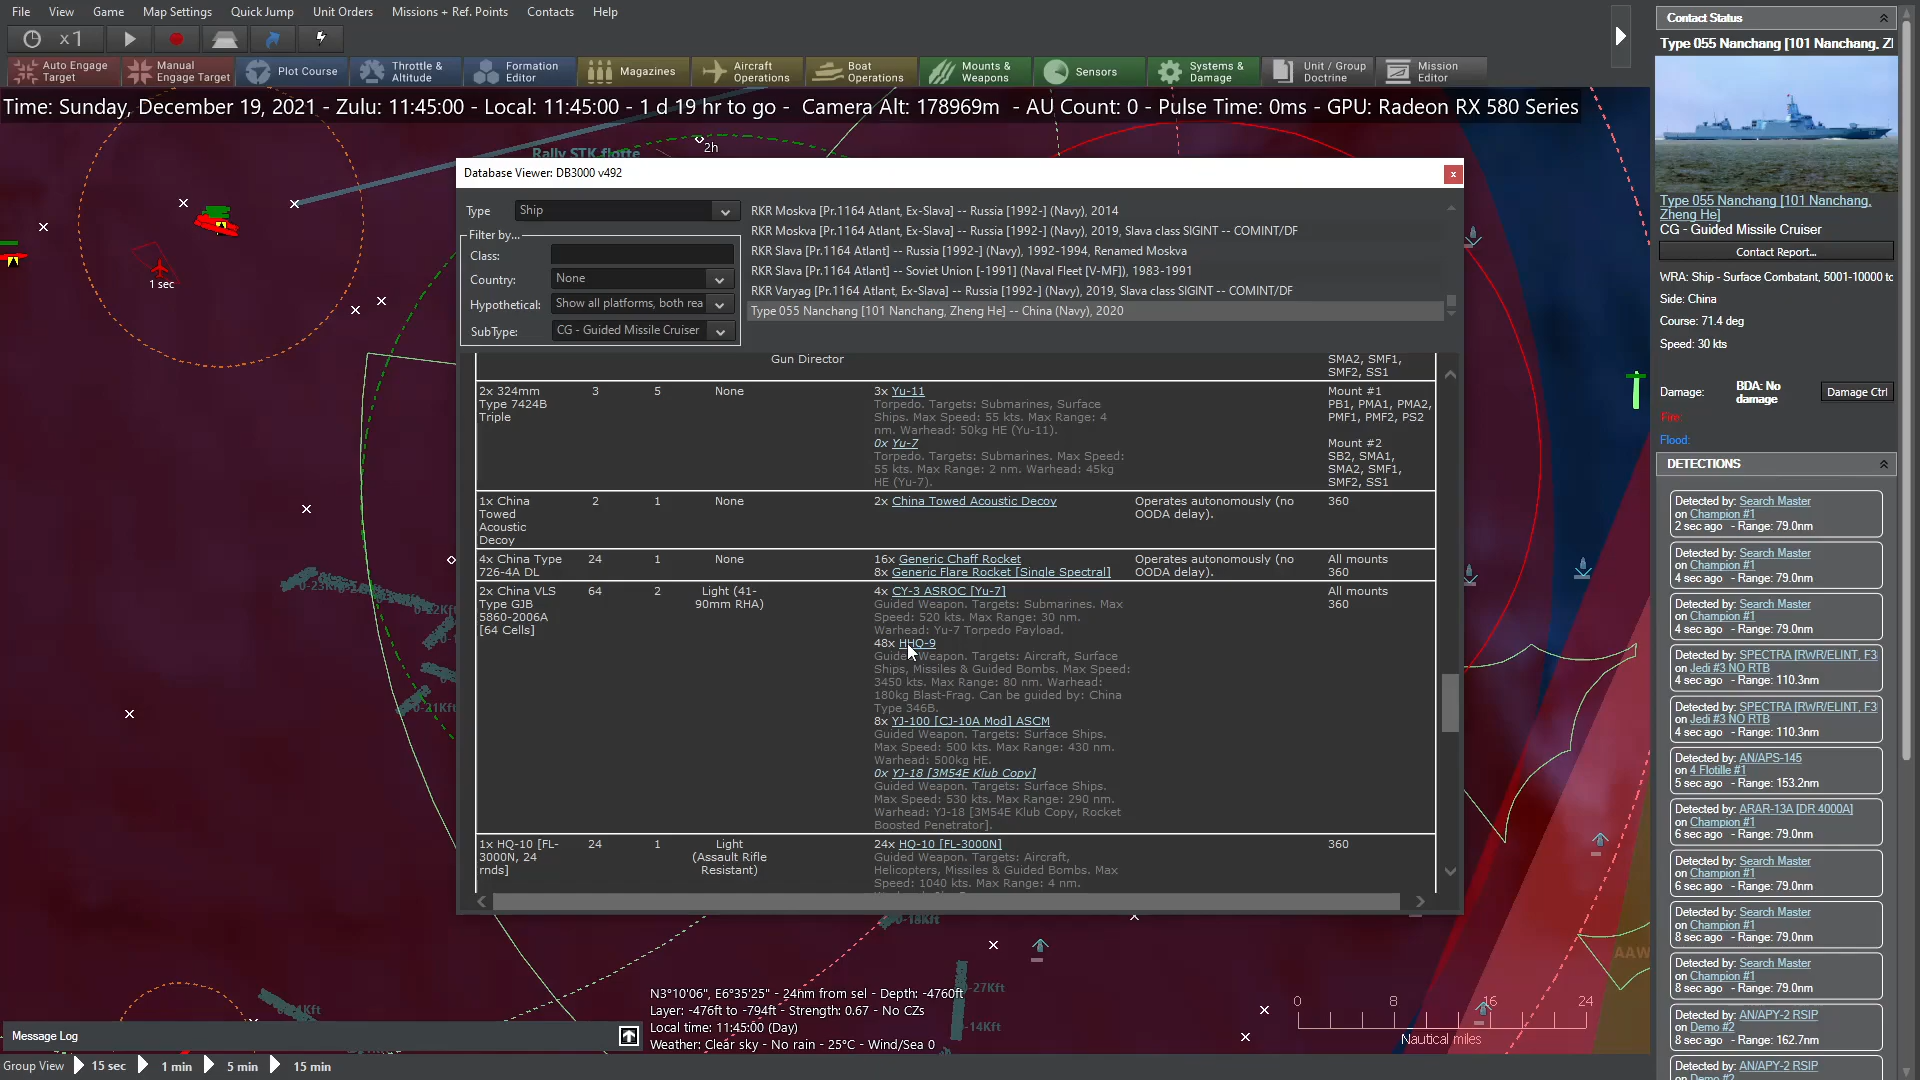 File View Game Map Settings Quick Jump Unit Orders Missions + Ref. Points Contacts Help
x1
Auto Engage Target
Manual Engage Target
Plot Course
Throttle & Altitude
Formation Editor
Magazines
Aircraft Operations
Boat Operations
Mounts & Weapons
Sensors
Systems & Damage
Unit / Group Doctrine
Mission Editor
Time: Sunday, December 19, 2021 - Zulu: 11:45:00 - Local: 11:45:00 - 1 d 19 hr to go - Camera Alt: 178969m - AU Count: 0 - Pulse Time: 0ms - GPU: Radeon RX 580 Series
Rally STK flotte
2h
1 sec
Database Viewer: DB3000 v492
x
Type Ship
Filter by...
Class:
Country: None
Hypothetical: Show all platforms, both rea
SubType: CG - Guided Missile Cruiser
RKR Moskva [Pr.1164 Atlant, Ex-Slava] -- Russia [1992-] (Navy), 2014
RKR Moskva [Pr.1164 Atlant, Ex-Slava] -- Russia [1992-] (Navy), 2019, Slava class SIGINT -- COMINT/DF
RKR Slava [Pr.1164 Atlant] -- Russia [1992-] (Navy), 1992-1994, Renamed Moskva
RKR Slava [Pr.1164 Atlant] -- Soviet Union [-1991] (Naval Fleet [V-MF]), 1983-1991
RKR Varyag [Pr.1164 Atlant, Ex-Slava] -- Russia [1992-] (Navy), 2019, Slava class SIGINT -- COMINT/DF
Type 055 Nanchang [101 Nanchang, Zheng He] -- China (Navy), 2020
Gun Director
SMA2, SMF1,
SMF2, SS1
2x 324mm
Type 7424B
Triple
3 5 None
3x Yu-11
Torpedo. Targets: Submarines, Surface
Ships. Max Speed: 55 kts. Max Range: 4
nm. Warhead: 50kg HE (Yu-11).
0x Yu-7
Torpedo. Targets: Submarines. Max Speed:
55 kts. Max Range: 2 nm. Warhead: 45kg
HE (Yu-7).
Mount #1
PB1, PMA1, PMA2,
PMF1, PMF2, PS2
Mount #2
SB2, SMA1,
SMA2, SMF1,
SMF2, SS1
1x China
Towed
Acoustic
Decoy
2 1 None
2x China Towed Acoustic Decoy
Operates autonomously (no
OODA delay).
360
4x China Type
726-4A DL
24 1 None
16x Generic Chaff Rocket
8x Generic Flare Rocket [Single Spectral]
Operates autonomously (no
OODA delay).
All mounts
360
2x China VLS
Type GJB
5860-2006A
[64 Cells]
64 2
Light (41-
90mm RHA)
4x CY-3 ASROC [Yu-7]
Guided Weapon. Targets: Submarines. Max
Speed: 520 kts. Max Range: 30 nm.
Warhead: Yu-7 Torpedo Payload.
48x HHQ-9
Guided Weapon. Targets: Aircraft, Surface
Ships, Missiles & Guided Bombs. Max Speed:
3450 kts. Max Range: 80 nm. Warhead:
180kg Blast-Frag. Can be guided by: China
Type 346B.
8x YJ-100 [CJ-10A Mod] ASCM
Guided Weapon. Targets: Surface Ships.
Max Speed: 500 kts. Max Range: 430 nm.
Warhead: 500kg HE.
0x YJ-18 [3M54E Klub Copy]
Guided Weapon. Targets: Surface Ships.
Max Speed: 530 kts. Max Range: 290 nm.
Warhead: YJ-18 [3M54E Klub Copy, Rocket
Boosted Penetrator].
All mounts
360
1x HQ-10 [FL-
3000N, 24
rnds]
24 1
Light
(Assault Rifle
Resistant)
24x HQ-10 [FL-3000N]
Guided Weapon. Targets: Aircraft,
Helicopters, Missiles & Guided Bombs. Max
Speed: 1040 kts. Max Range: 4 nm.
360
0-21Kft
0-18Kft
0-27Kft
-14Kft
AAW
N3°10'06", E6°35'25" - 24nm from sel - Depth: -4760ft
Layer: -476ft to -794ft - Strength: 0.67 - No CZs
Local time: 11:45:00 (Day)
Weather: Clear sky - No rain - 25°C - Wind/Sea 0
0 8 16 24
Nautical miles
Message Log
Group View 15 sec 1 min 5 min 15 min
Contact Status
Type 055 Nanchang [101 Nanchang, Zl
Type 055 Nanchang [101 Nanchang,
Zheng He]
CG - Guided Missile Cruiser
Contact Report...
WRA: Ship - Surface Combatant, 5001-10000 to
Side: China
Course: 71.4 deg
Speed: 30 kts
Damage:
BDA: No
damage
Damage Ctrl
Fire:
Flood:
DETECTIONS
Detected by: Search Master
on Champion #1
2 sec ago - Range: 79.0nm
Detected by: Search Master
on Champion #1
4 sec ago - Range: 79.0nm
Detected by: Search Master
on Champion #1
4 sec ago - Range: 79.0nm
Detected by: SPECTRA [RWR/ELINT, F3
on Jedi #3 NO RTB
4 sec ago - Range: 110.3nm
Detected by: SPECTRA [RWR/ELINT, F3
on Jedi #3 NO RTB
4 sec ago - Range: 110.3nm
Detected by: AN/APS-145
on 4 Flotille #1
5 sec ago - Range: 153.2nm
Detected by: ARAR-13A [DR 4000A]
on Champion #1
6 sec ago - Range: 79.0nm
Detected by: Search Master
on Champion #1
6 sec ago - Range: 79.0nm
Detected by: Search Master
on Champion #1
8 sec ago - Range: 79.0nm
Detected by: Search Master
on Champion #1
8 sec ago - Range: 79.0nm
Detected by: AN/APY-2 RSIP
on Demo #2
8 sec ago - Range: 162.7nm
Detected by: AN/APY-2 RSIP
on Demo #2